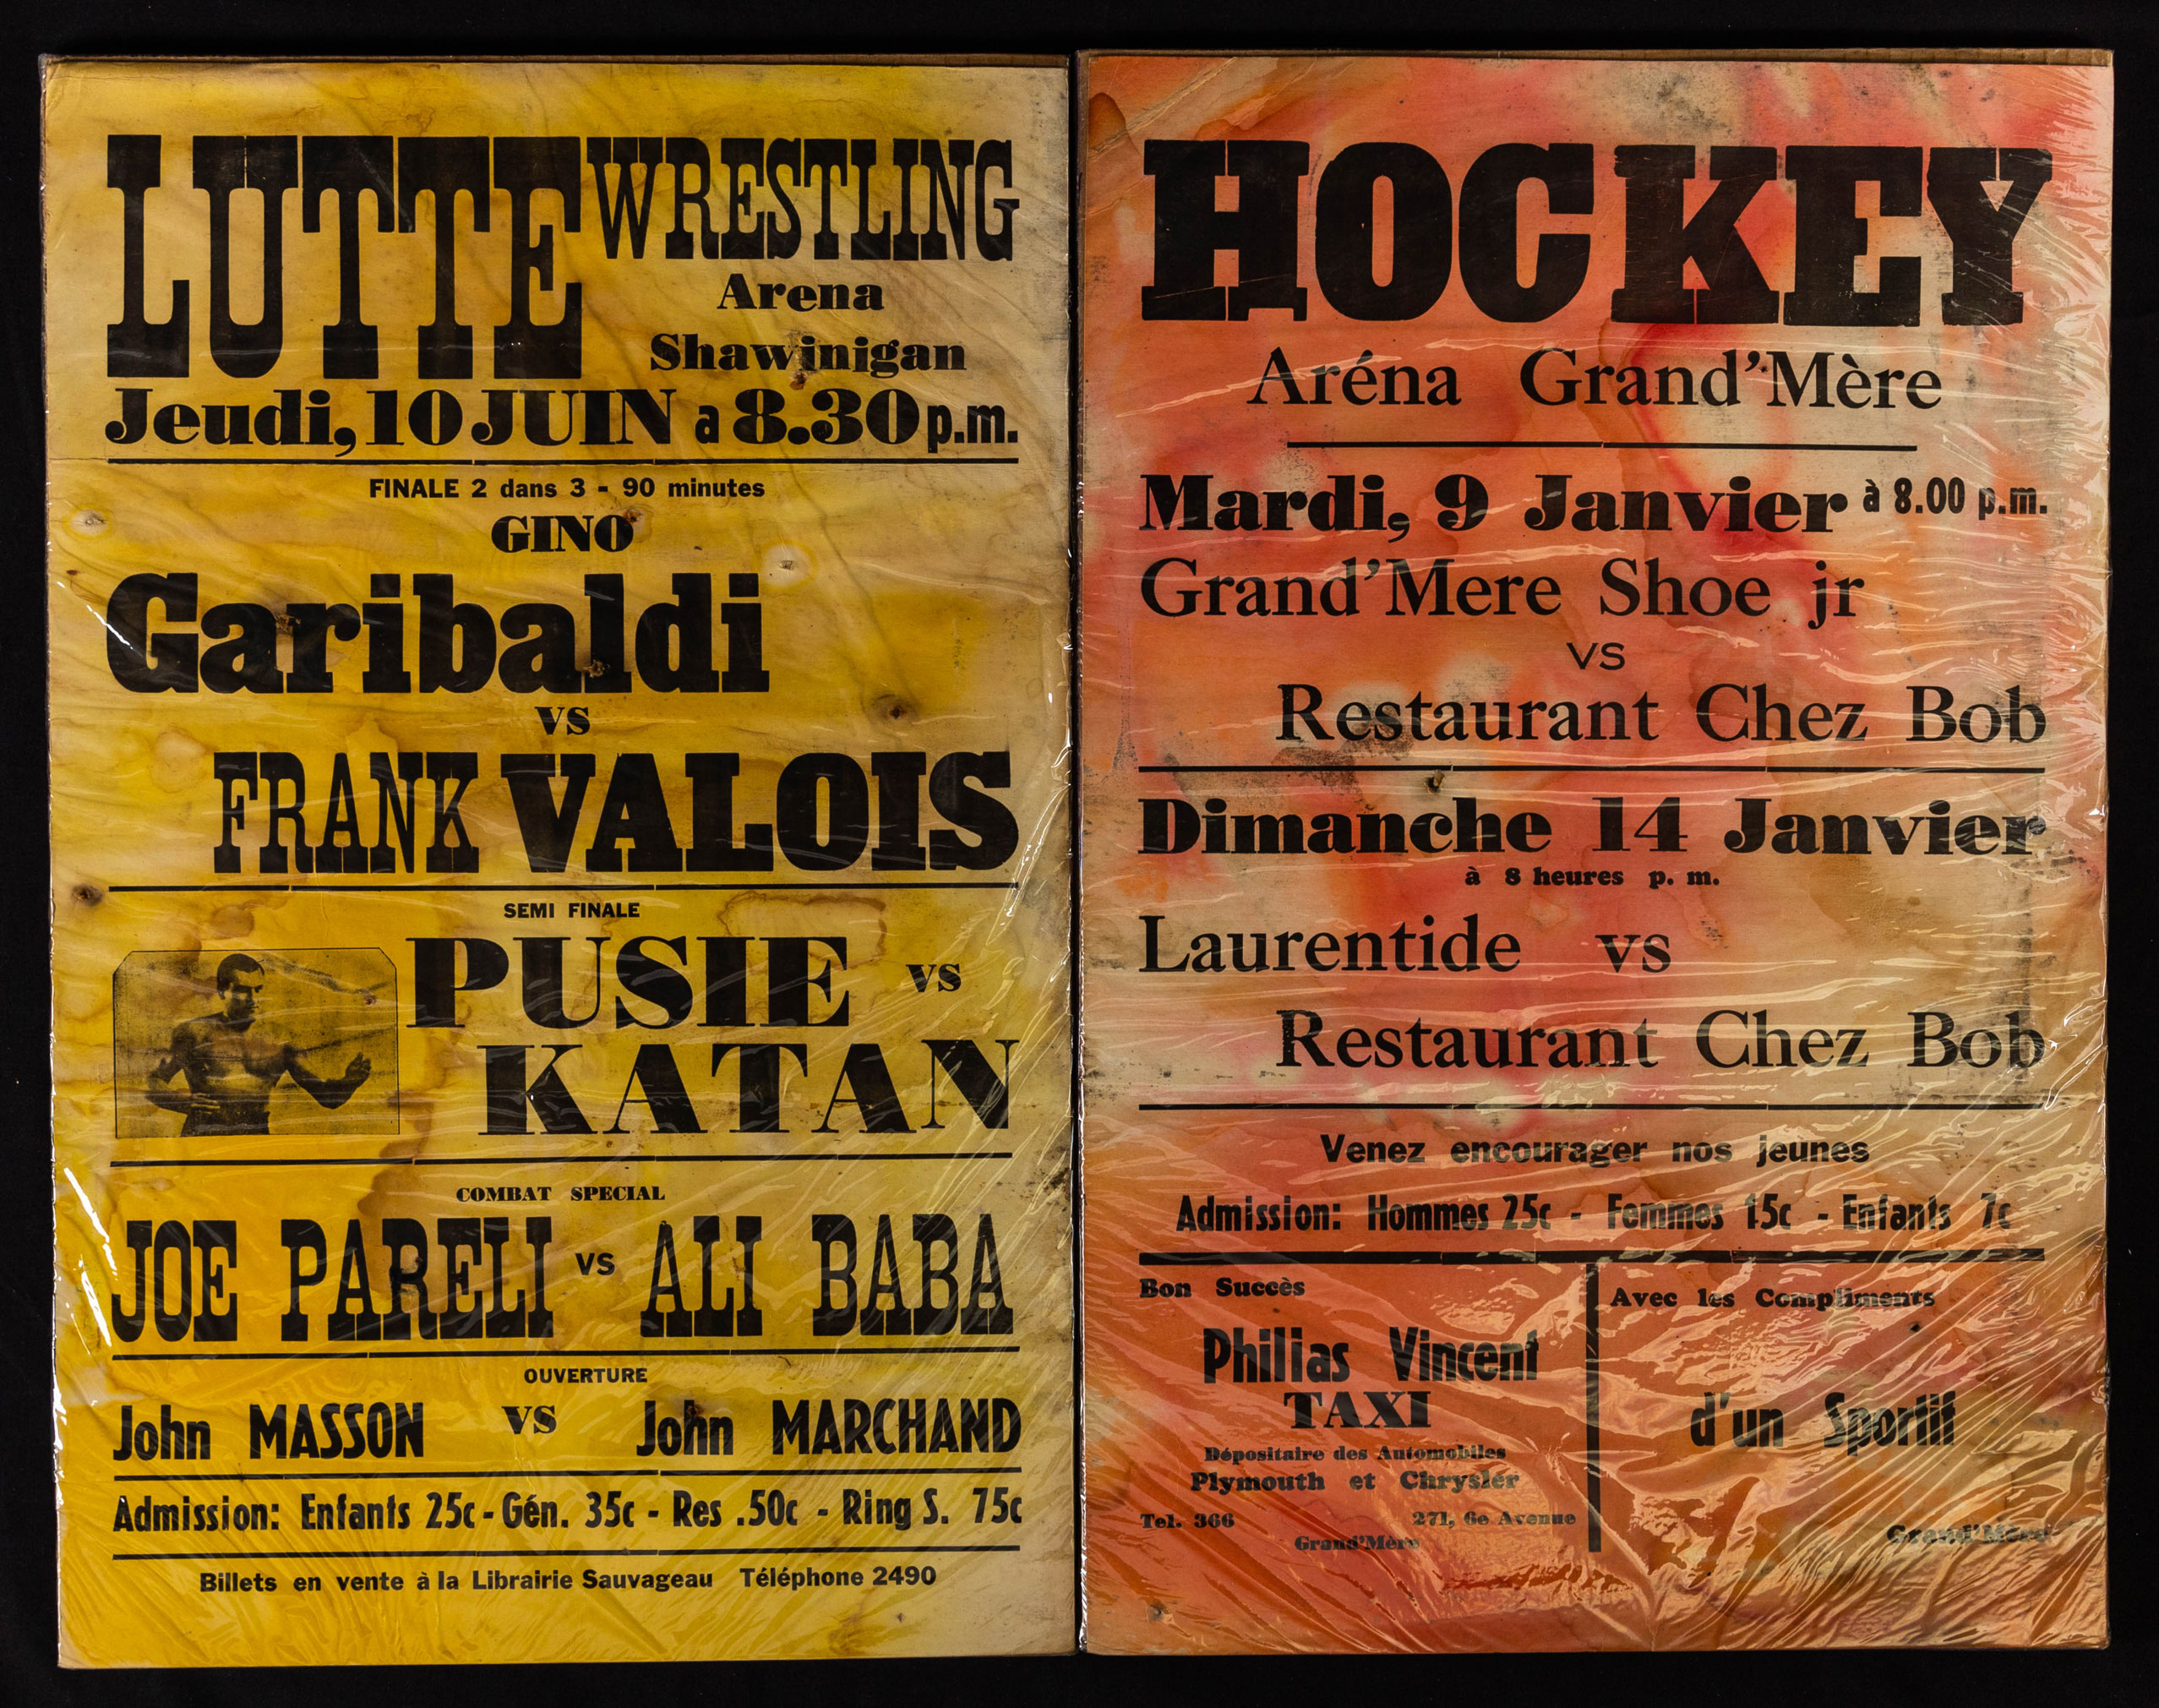 LUTTE WRESTLING
Arena
Shawinigan
Jeudi, 10 JUIN a 8.30 p.m.
FINALE 2 dans 3 - 90 minutes
GINO
Garibaldi
vs
FRANK VALOIS
SEMI FINALE
PUSIE vs
KATAN
COMBAT SPECIAL
JOE PARELI vs ALI BABA
OUVERTURE
John MASSON vs John MARCHAND
Admission: Enfants 25c - Gén. 35c - Res .50c - Ring S. 75c
Billets en vente à la Librairie Sauvageau Téléphone 2490
HOCKEY
Aréna Grand'Mère
Mardi, 9 Janvier à 8.00 p.m.
Grand'Mere Shoe jr
vs
Restaurant Chez Bob
Dimanche 14 Janvier
à 8 heures p. m.
Laurentide vs
Restaurant Chez Bob
Venez encourager nos jeunes
Admission: Hommes 25c - Femmes 15c - Enfants 7c
Bon Succès
Philias Vincent
TAXI
Dépositaire des Automobiles
Plymouth et Chrysler
Tel. 366 271, 6e Avenue
Grand'Mère
Avec les Compliments
d'un Sportif
Grand'Mère